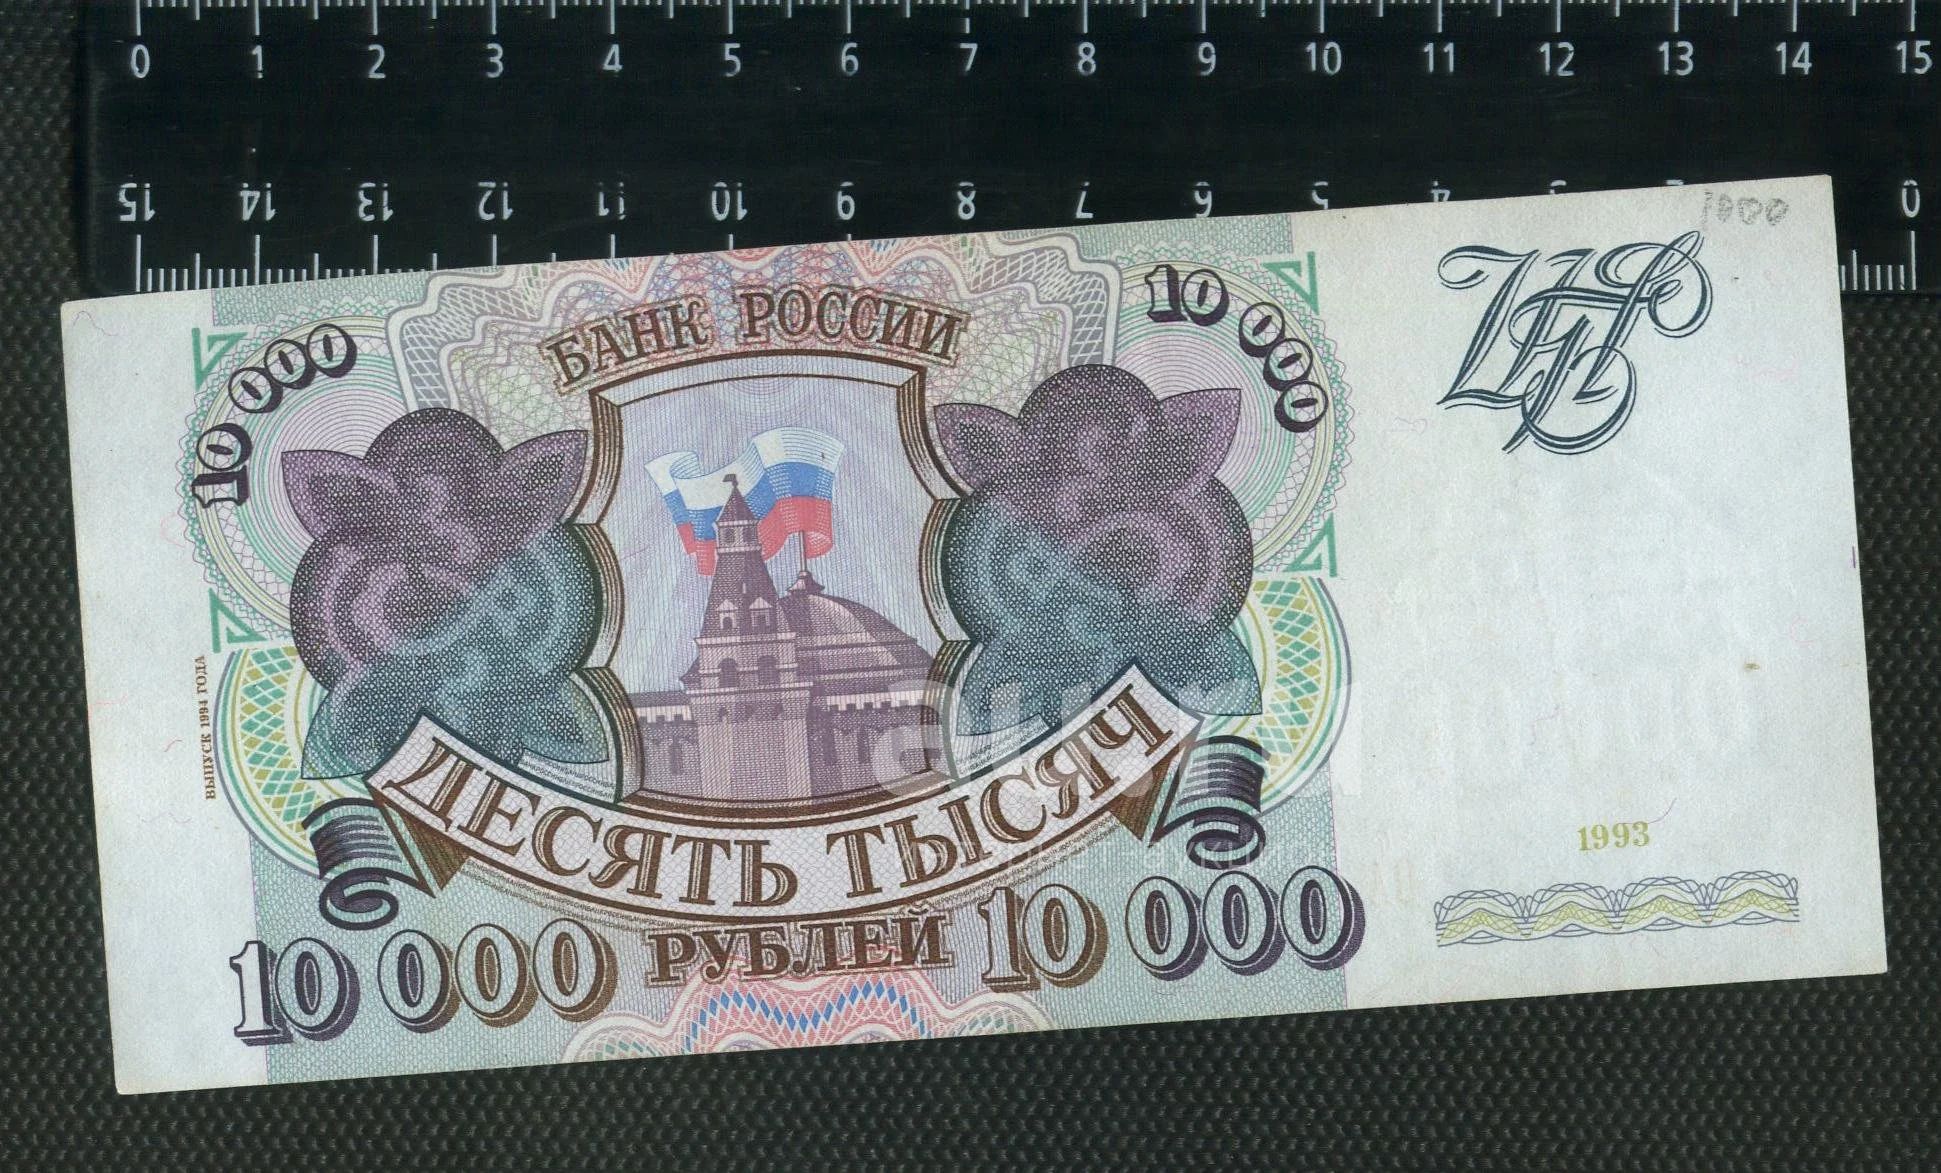 0 1 2 3 4 5 6 7 8 9 10 11 12 13 14 15
15 14 13 12 11 10 9 8 7 6 5 4 3 2 0
1000
БАНК РОССИИ
10 000
10 000
ЦБР
ВЫПУСК 1994 ГОДА
ДЕСЯТЬ ТЫСЯЧ
1993
10 000 РУБЛЕЙ 10 000